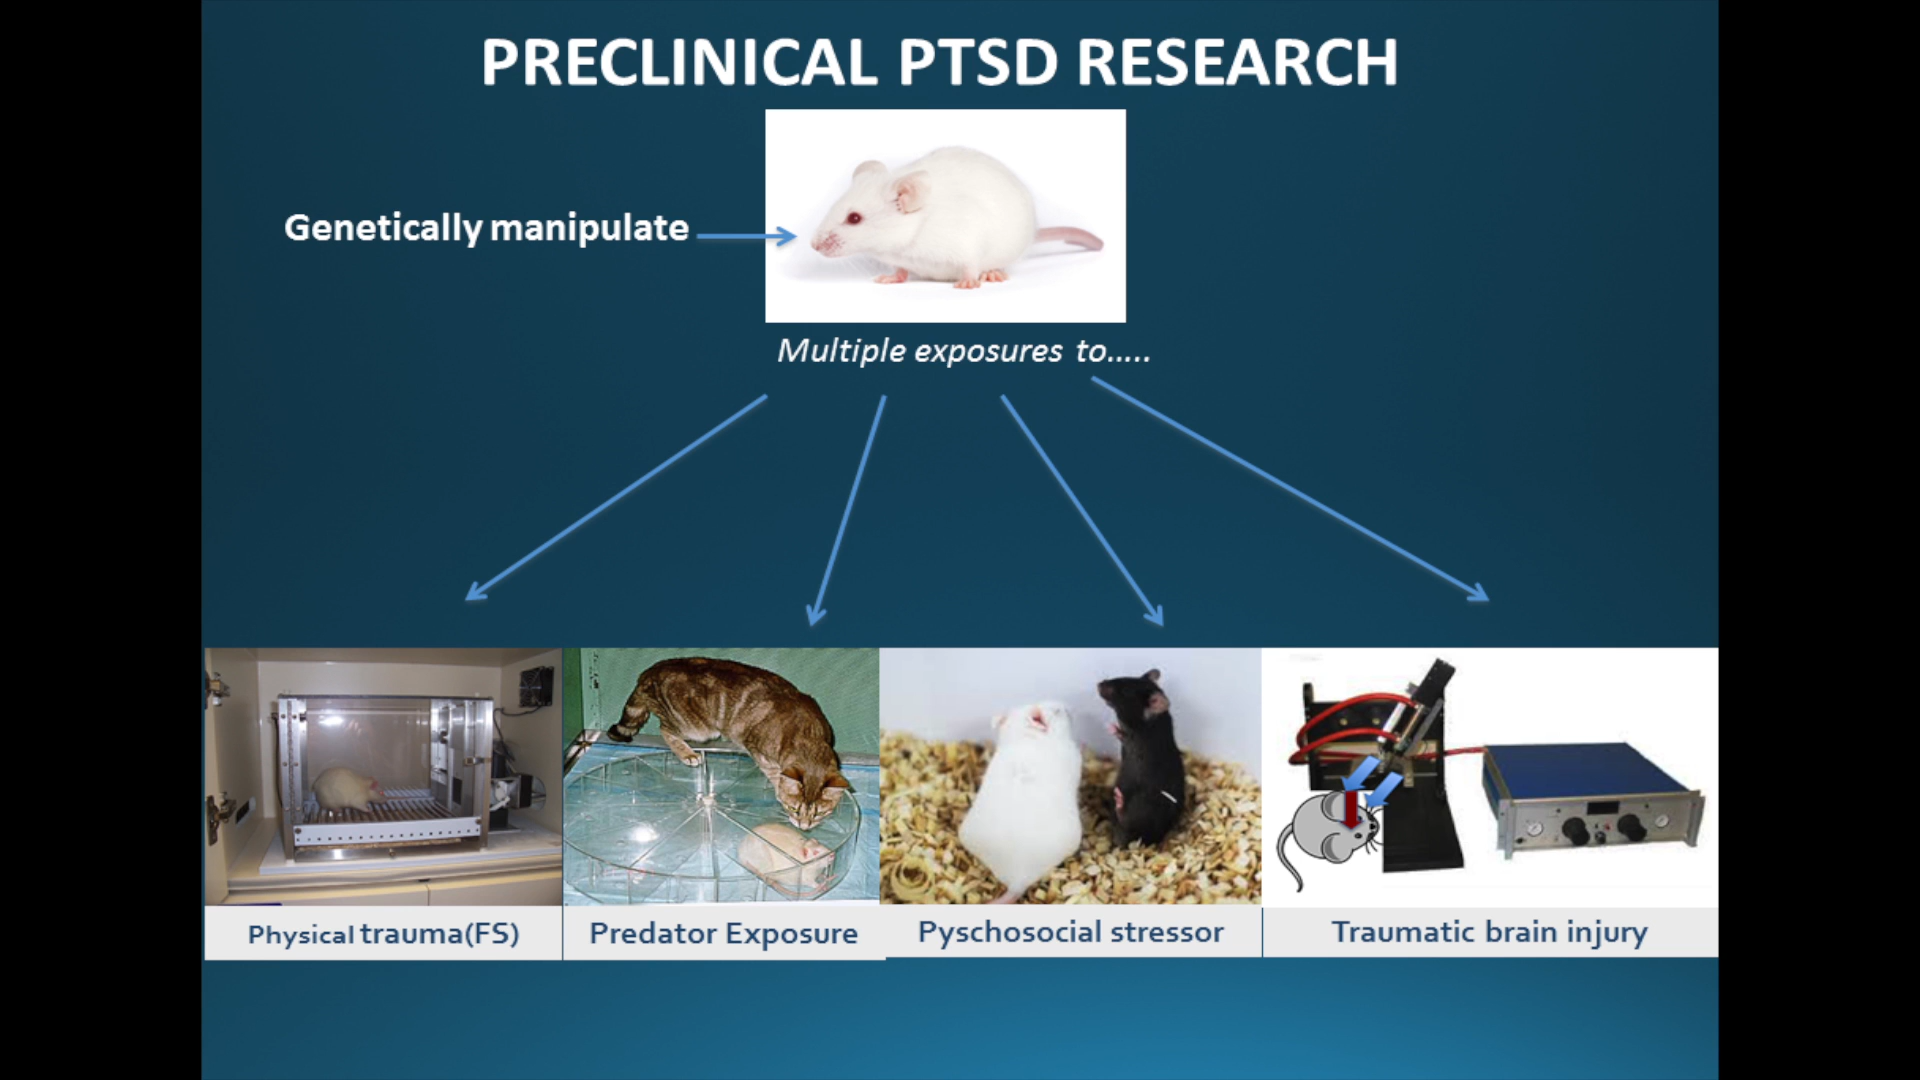 PRECLINICAL PTSD RESEARCH
Genetically manipulate
Multiple exposures to.....
Physical trauma(FS)
Predator Exposure
Pyschosocial stressor
Traumatic brain injury